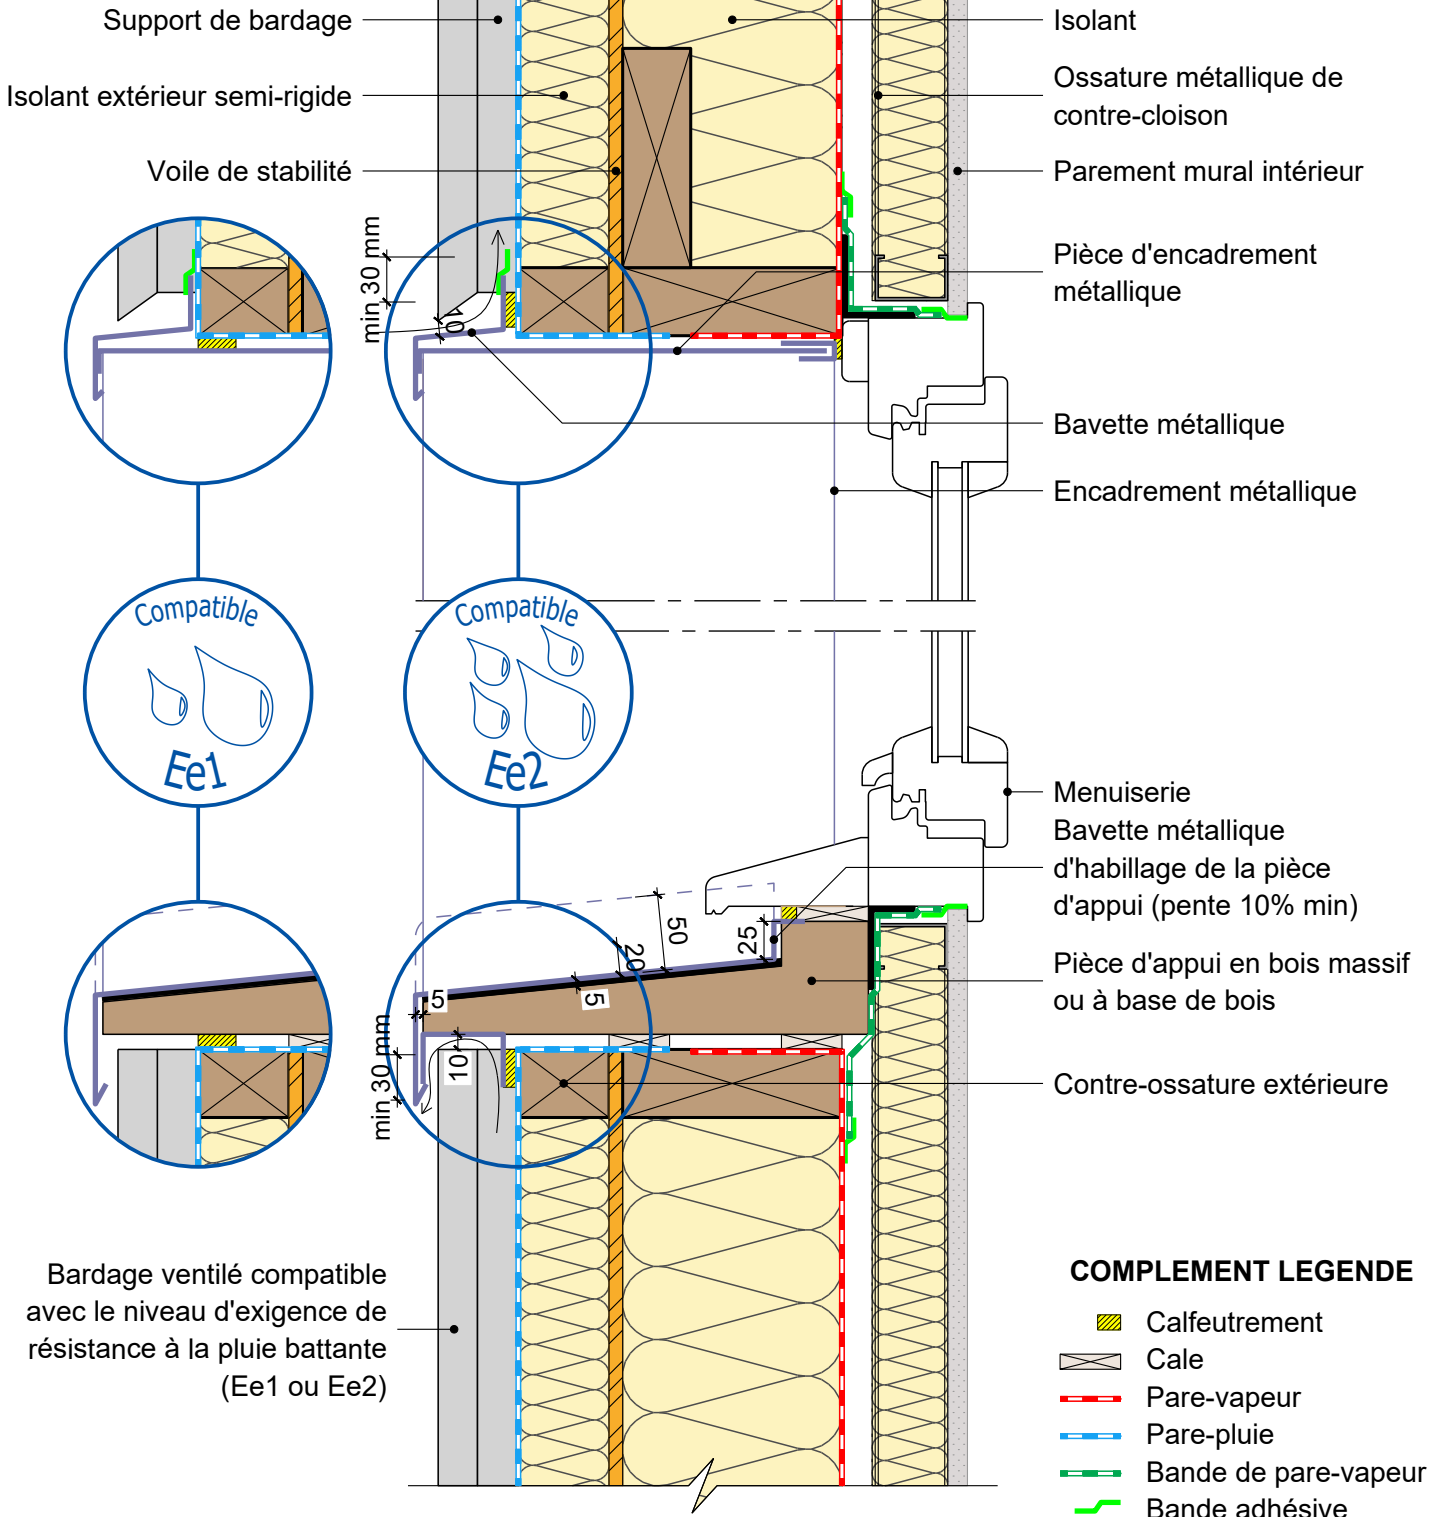 Support de bardage
Isolant extérieur semi-rigide
Voile de stabilité
Isolant
Ossature métallique de
contre-cloison
Parement mural intérieur
Pièce d'encadrement
métallique
min 30 mm
10
Bavette métallique
Encadrement métallique
Compatible
Ee1
Compatible
Ee2
Menuiserie
Bavette métallique
d'habillage de la pièce
d'appui (pente 10% min)
Pièce d'appui en bois massif
ou à base de bois
50
25
20
5
5
min 30 mm
10
Contre-ossature extérieure
Bardage ventilé compatible
avec le niveau d'exigence de
résistance à la pluie battante
(Ee1 ou Ee2)
COMPLEMENT LEGENDE
Calfeutrement
Cale
Pare-vapeur
Pare-pluie
Bande de pare-vapeur
Bande adhésive